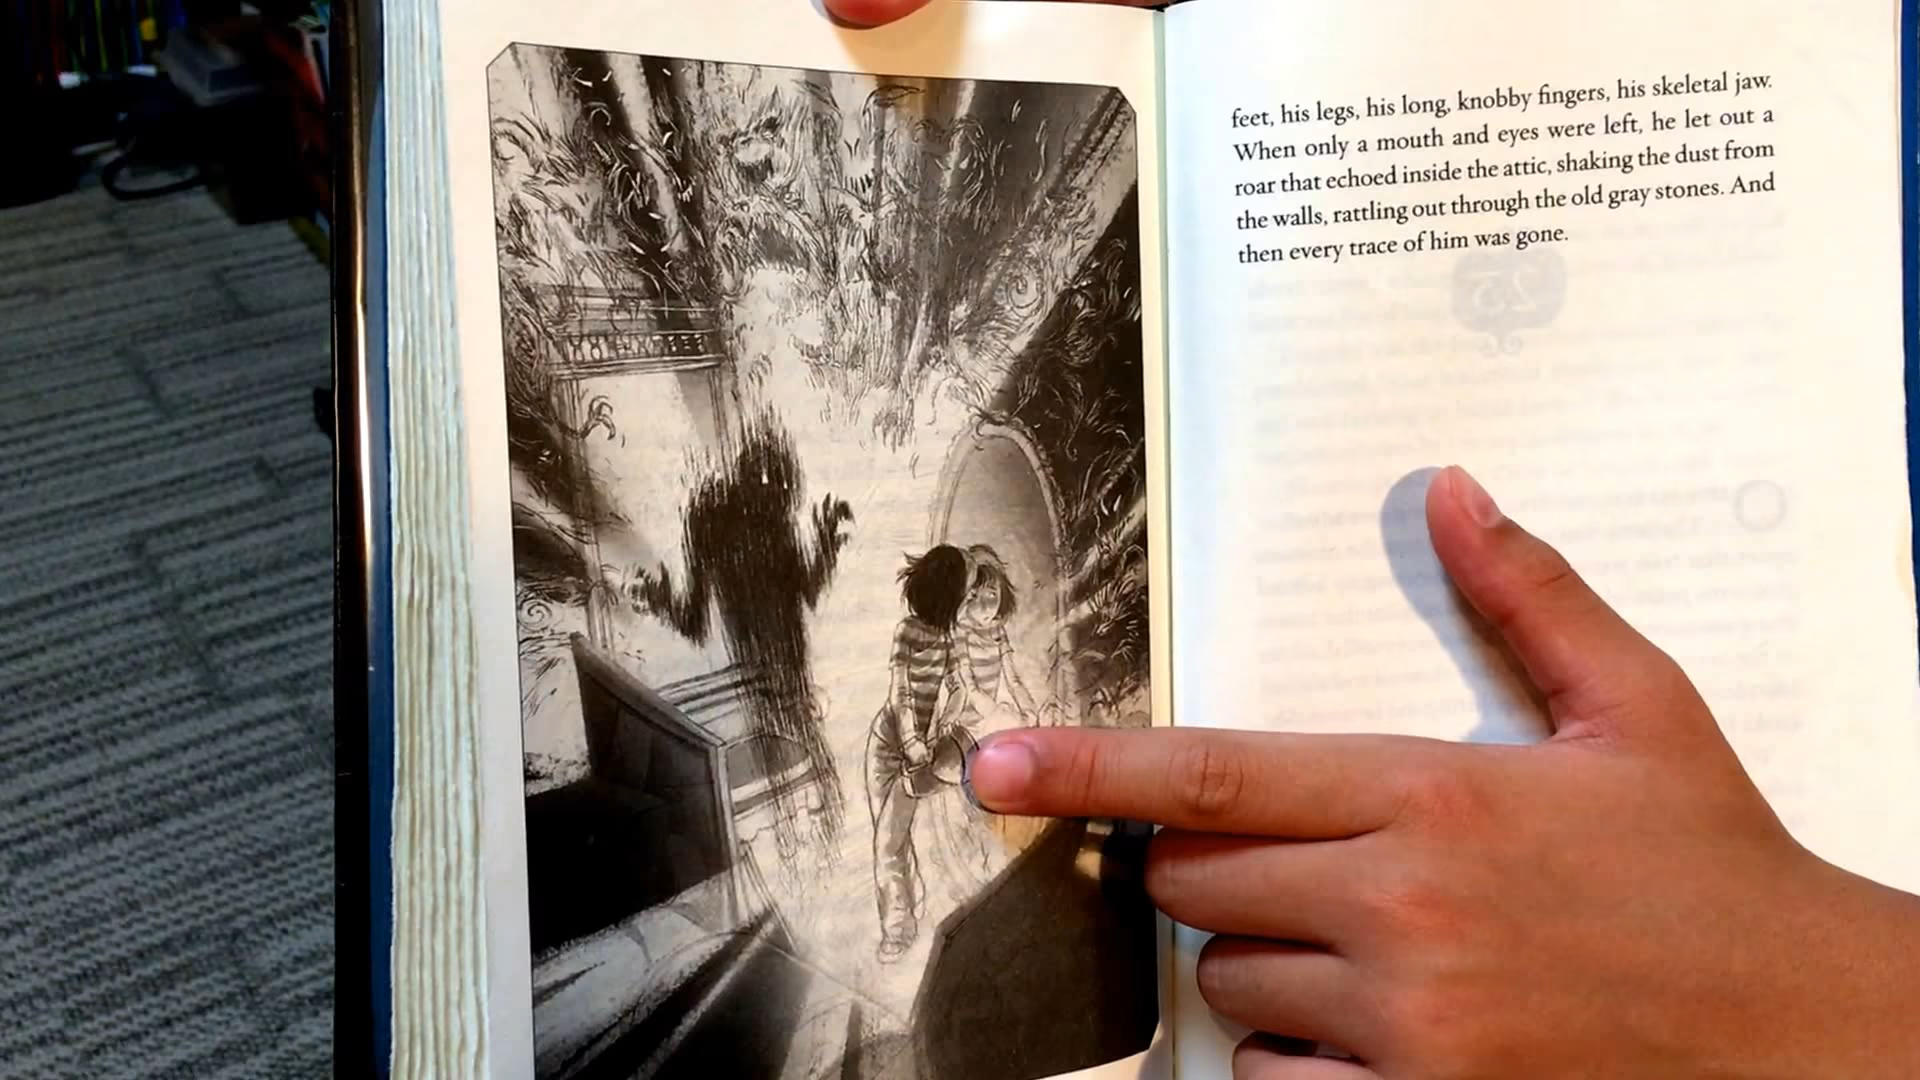 feet, his legs, his long, knobby fingers, his skeletal jaw.
When only a mouth and eyes were left, he let out a
roar that echoed inside the attic, shaking the dust from
the walls, rattling out through the old gray stones. And
then every trace of him was gone.